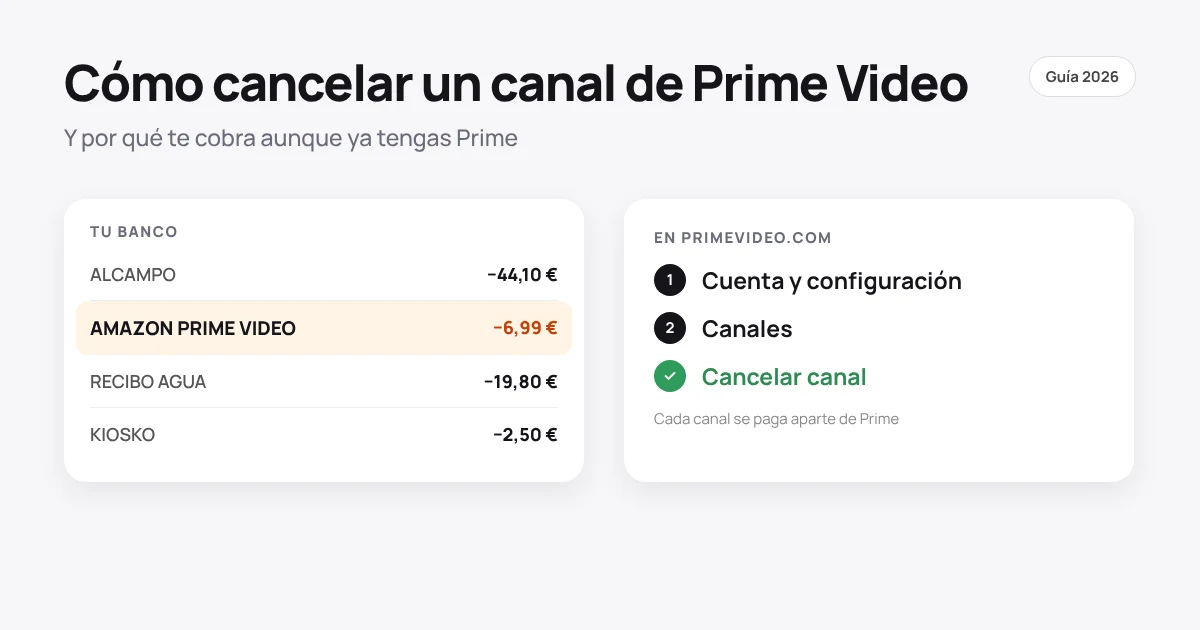 Cómo cancelar un canal de Prime Video
Guía 2026
Y por qué te cobra aunque ya tengas Prime
TU BANCO
ALCAMPO −44,10 €
AMAZON PRIME VIDEO −6,99 €
RECIBO AGUA −19,80 €
KIOSKO −2,50 €
EN PRIMEVIDEO.COM
1 Cuenta y configuración
2 Canales
✓ Cancelar canal
Cada canal se paga aparte de Prime